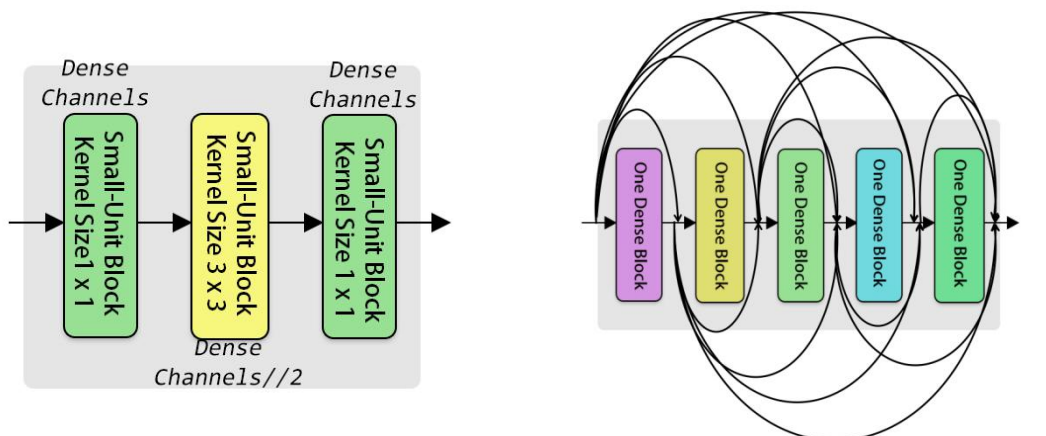 Dense
Channels
Dense
Channels
Small-Unit Block
Kernel Size1 x 1
Small-Unit Block
Kernel Size 3 x 3
Small-Unit Block
Kernel Size 1 x 1
Dense
Channels//2
One Dense Block
One Dense Block
One Dense Block
One Dense Block
One Dense Block